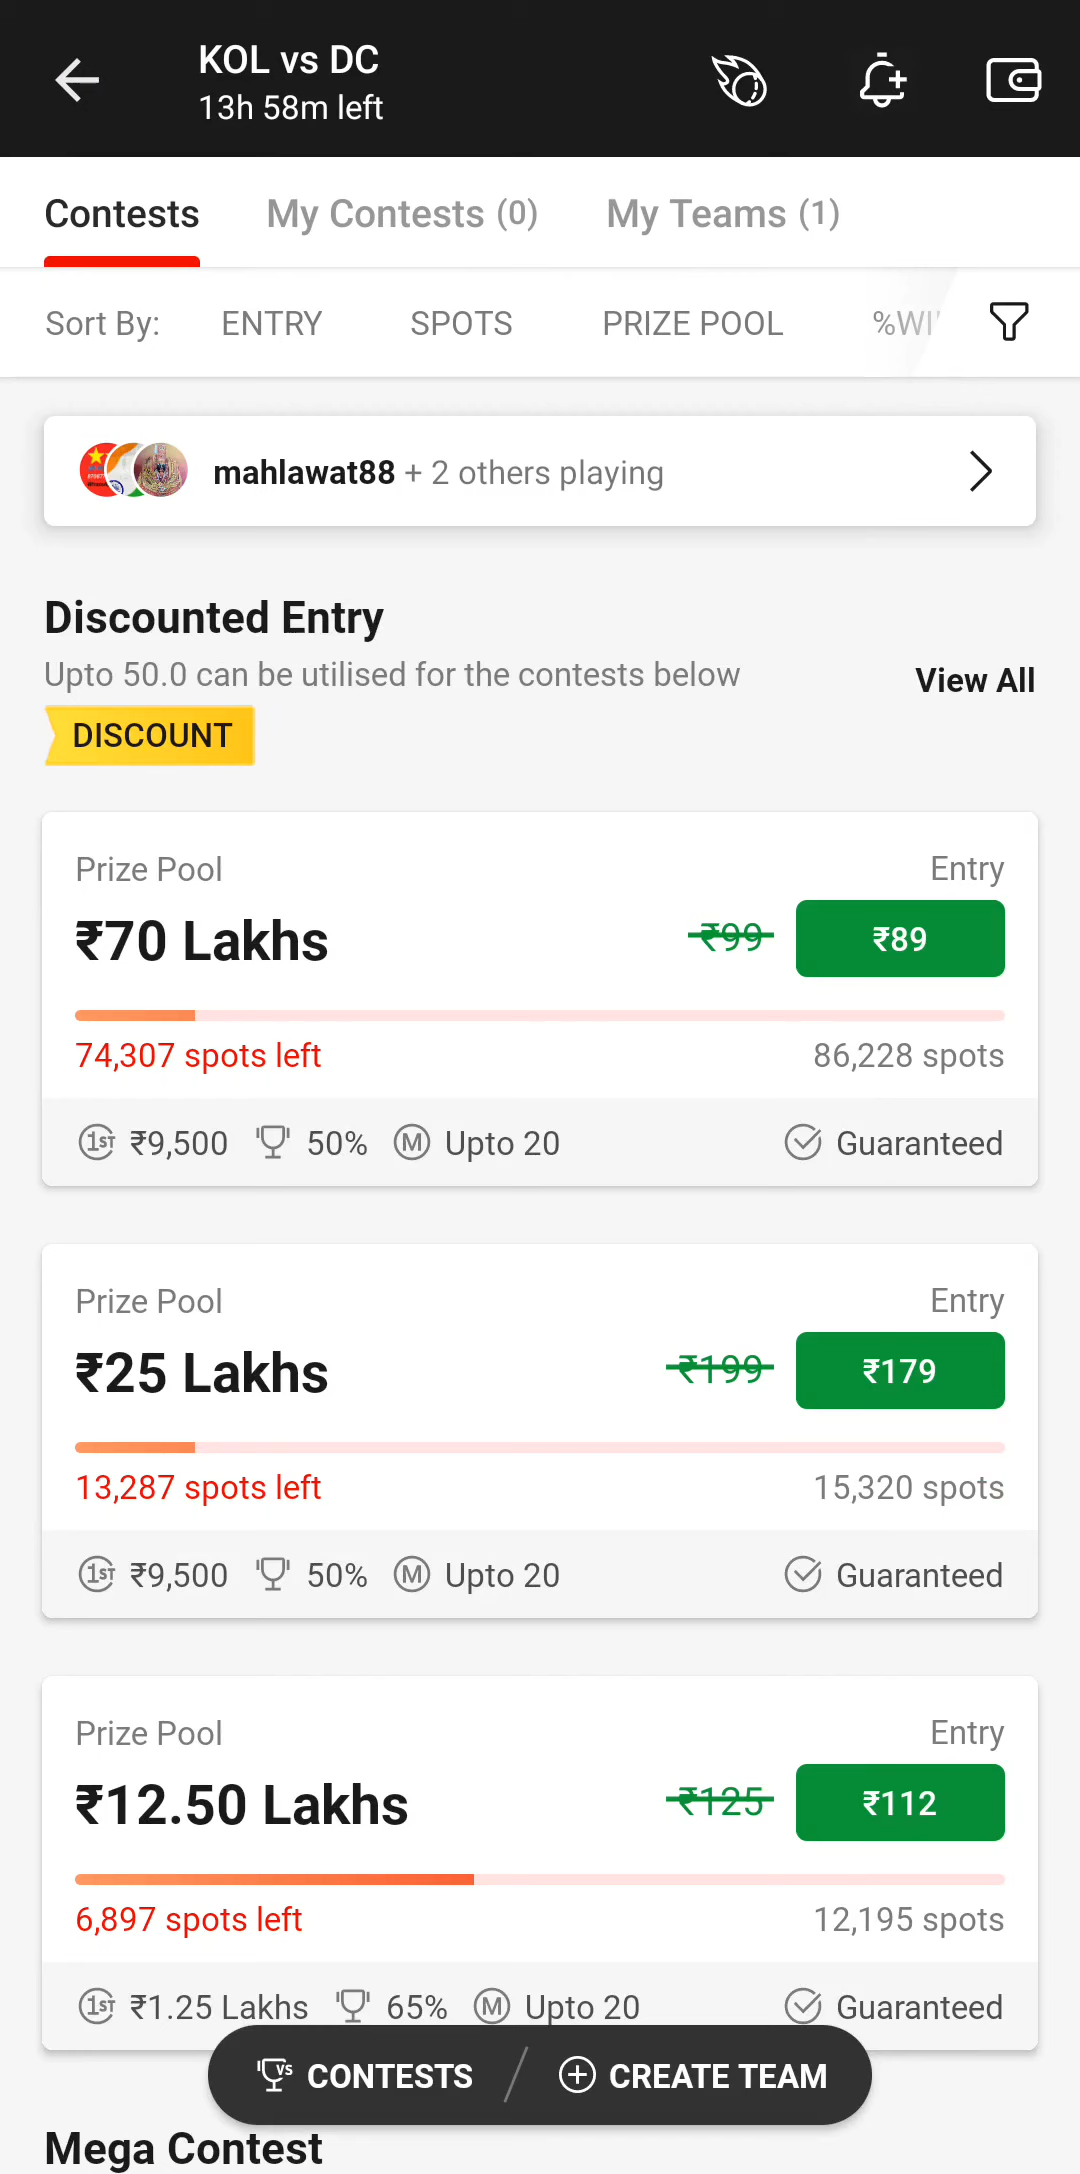 KOL vs DC
13h 58m left
Contests
My Contests (0)
My Teams (1)
Sort By:
ENTRY
SPOTS
PRIZE POOL
%WI
mahlawat88 + 2 others playing
Discounted Entry
Upto 50.0 can be utilised for the contests below
View All
DISCOUNT
Prize Pool
Entry
₹70 Lakhs
₹99
₹89
74,307 spots left
86,228 spots
1ST ₹9,500
50%
M Upto 20
Guaranteed
Prize Pool
Entry
₹25 Lakhs
₹199
₹179
13,287 spots left
15,320 spots
1ST ₹9,500
50%
M Upto 20
Guaranteed
Prize Pool
Entry
₹12.50 Lakhs
₹125
₹112
6,897 spots left
12,195 spots
1ST ₹1.25 Lakhs
65%
M Upto 20
Guaranteed
VS CONTESTS
CREATE TEAM
Mega Contest